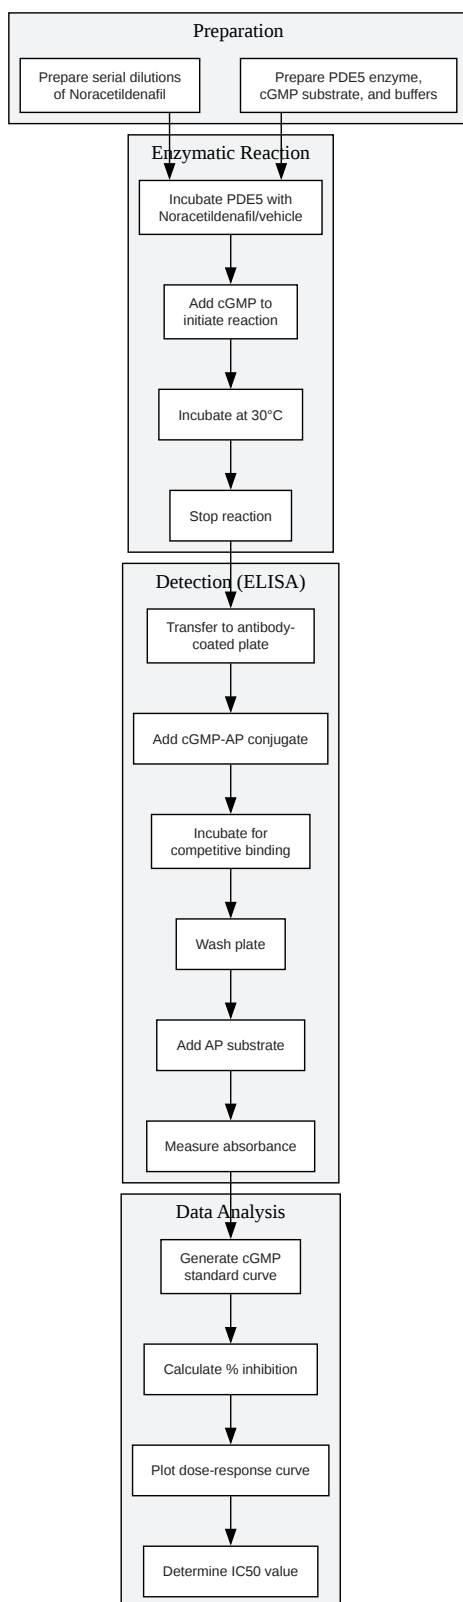 Preparation
Prepare serial dilutions
of Noracetildenafil
Prepare PDE5 enzyme,
cGMP substrate, and buffers
Enzymatic Reaction
Incubate PDE5 with
Noracetildenafil/vehicle
Add cGMP to
initiate reaction
Incubate at 30°C
Stop reaction
Detection (ELISA)
Transfer to antibody-
coated plate
Add cGMP-AP conjugate
Incubate for
competitive binding
Wash plate
Add AP substrate
Measure absorbance
Data Analysis
Generate cGMP
standard curve
Calculate % inhibition
Plot dose-response curve
Determine IC50 value